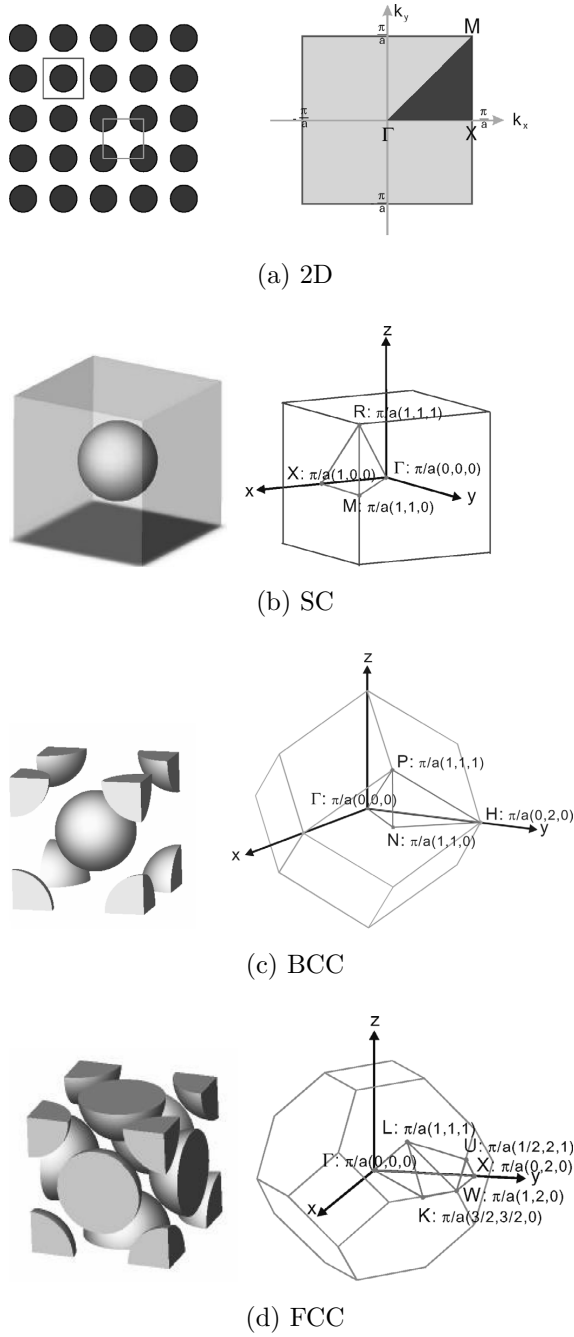 k_y
π/a
M
-π/a
Γ
X
π/a
k_x
-π/a
(a) 2D
z
R: π/a(1,1,1)
X: π/a(1,0,0)
Γ: π/a(0,0,0)
x
M: π/a(1,1,0)
y
(b) SC
z
P: π/a(1,1,1)
Γ: π/a(0,0,0)
H: π/a(0,2,0)
y
N: π/a(1,1,0)
x
(c) BCC
z
L: π/a(1,1,1)
U: π/a(1/2,2,1)
Γ: π/a(0,0,0)
X: π/a(0,2,0)
y
W: π/a(1,2,0)
x
K: π/a(3/2,3/2,0)
(d) FCC